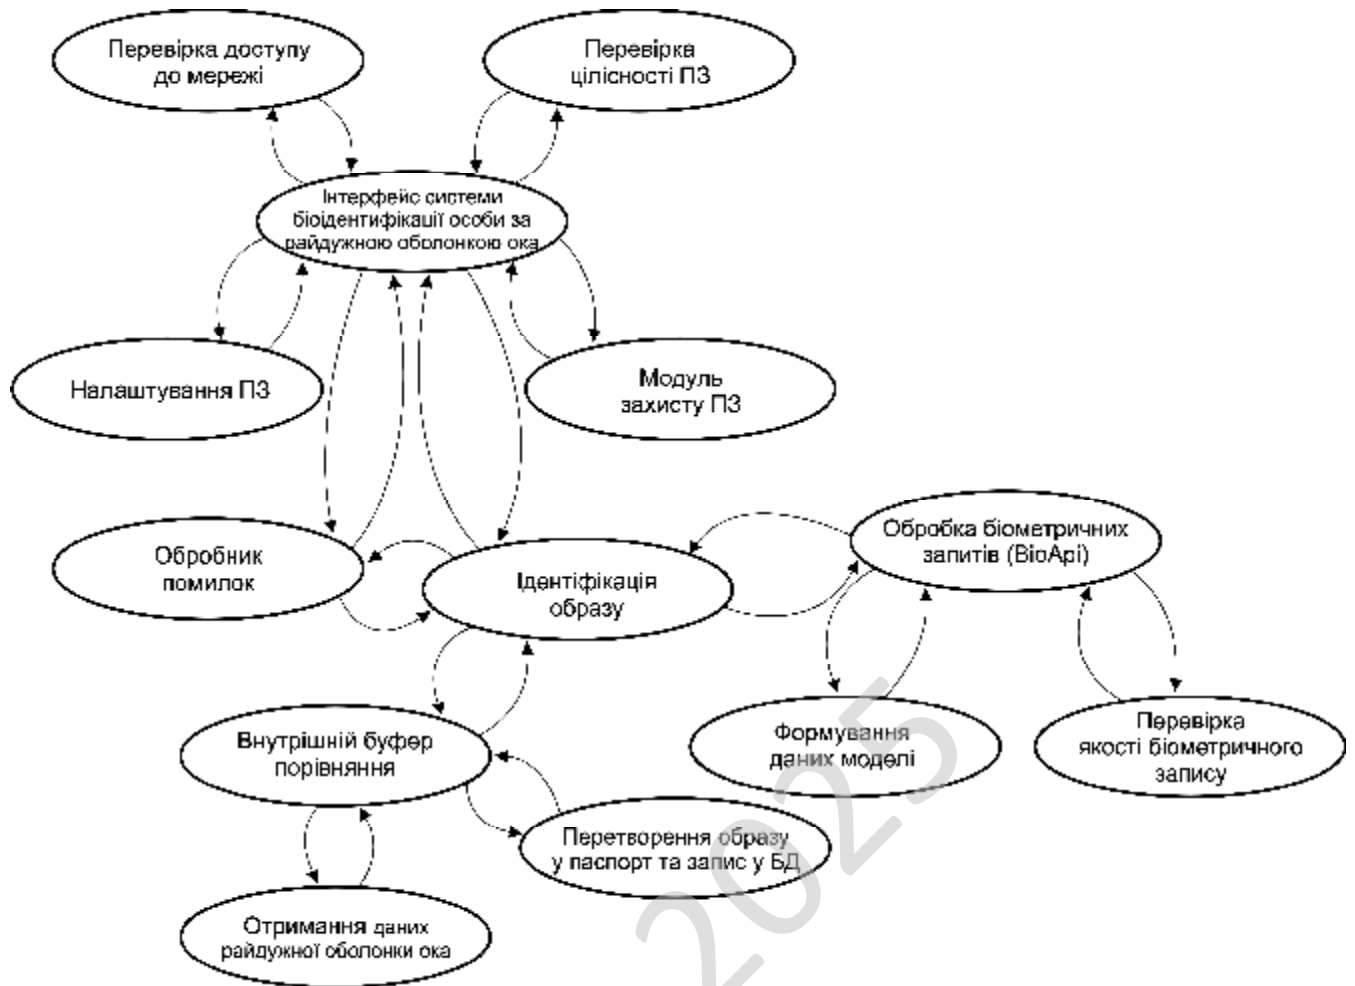 Перевірка доступу
до мережі
Перевірка
цілісності ПЗ
Інтерфейс системи
біоідентифікації особи за
райдужною оболонкою ока
Налаштування ПЗ
Модуль
захисту ПЗ
Обробник
помилок
Ідентифікація
образу
Обробка біометричних
запитів (BioApi)
Внутрішній буфер
порівняння
Формування
даних моделі
Перевірка
якості біометричного
запису
Перетворення образу
у паспорт та запис у БД
Отримання даних
райдужної оболонки ока
2025